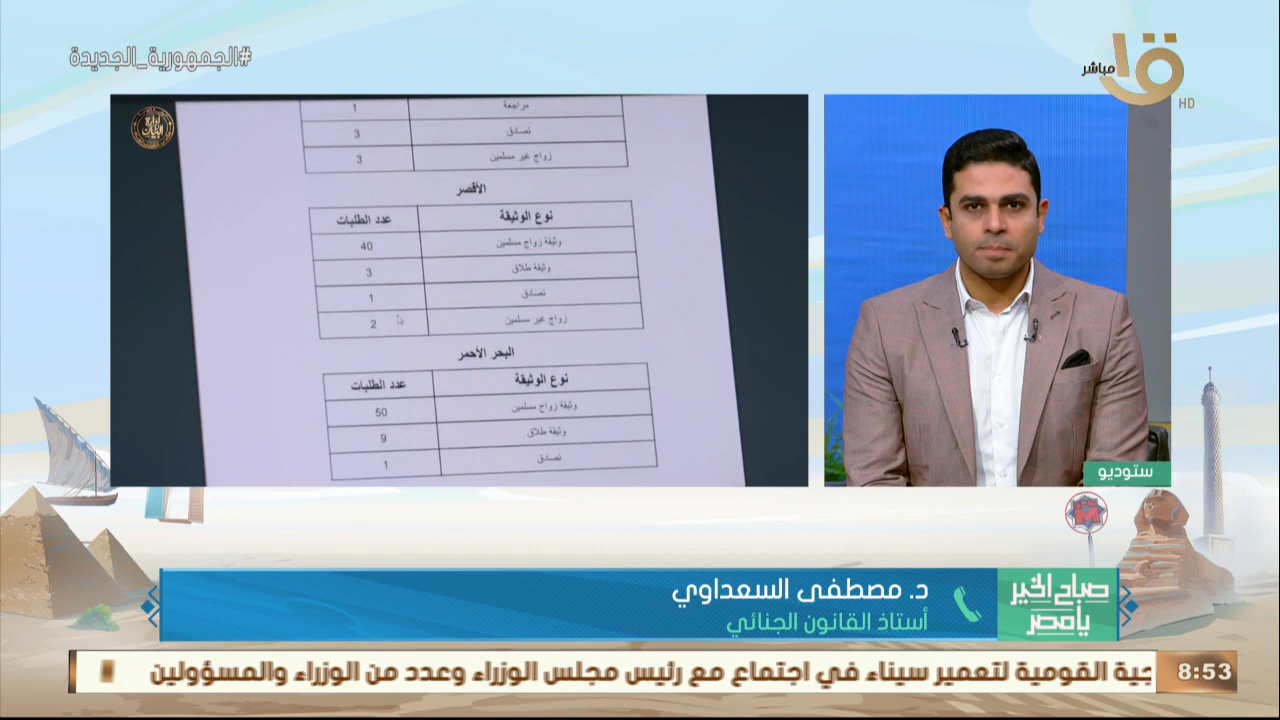 #الجمهورية_الجديدة
مباشر
HD
مراجعة 1
تصادق 3
زواج غير مسلمين 3
الأقصر
نوع الوثيقة عدد الطلبات
وثيقة زواج مسلمين 40
وثيقة طلاق 3
تصادق 1
زواج غير مسلمين 2
البحر الأحمر
نوع الوثيقة عدد الطلبات
وثيقة زواج مسلمين 50
وثيقة طلاق 9
تصادق 1
ستوديو
صباح الخير
يا مصر
د. مصطفى السعداوي
أستاذ القانون الجنائي
8:53 جية القومية لتعمير سيناء في اجتماع مع رئيس مجلس الوزراء وعدد من الوزراء والمسؤولين